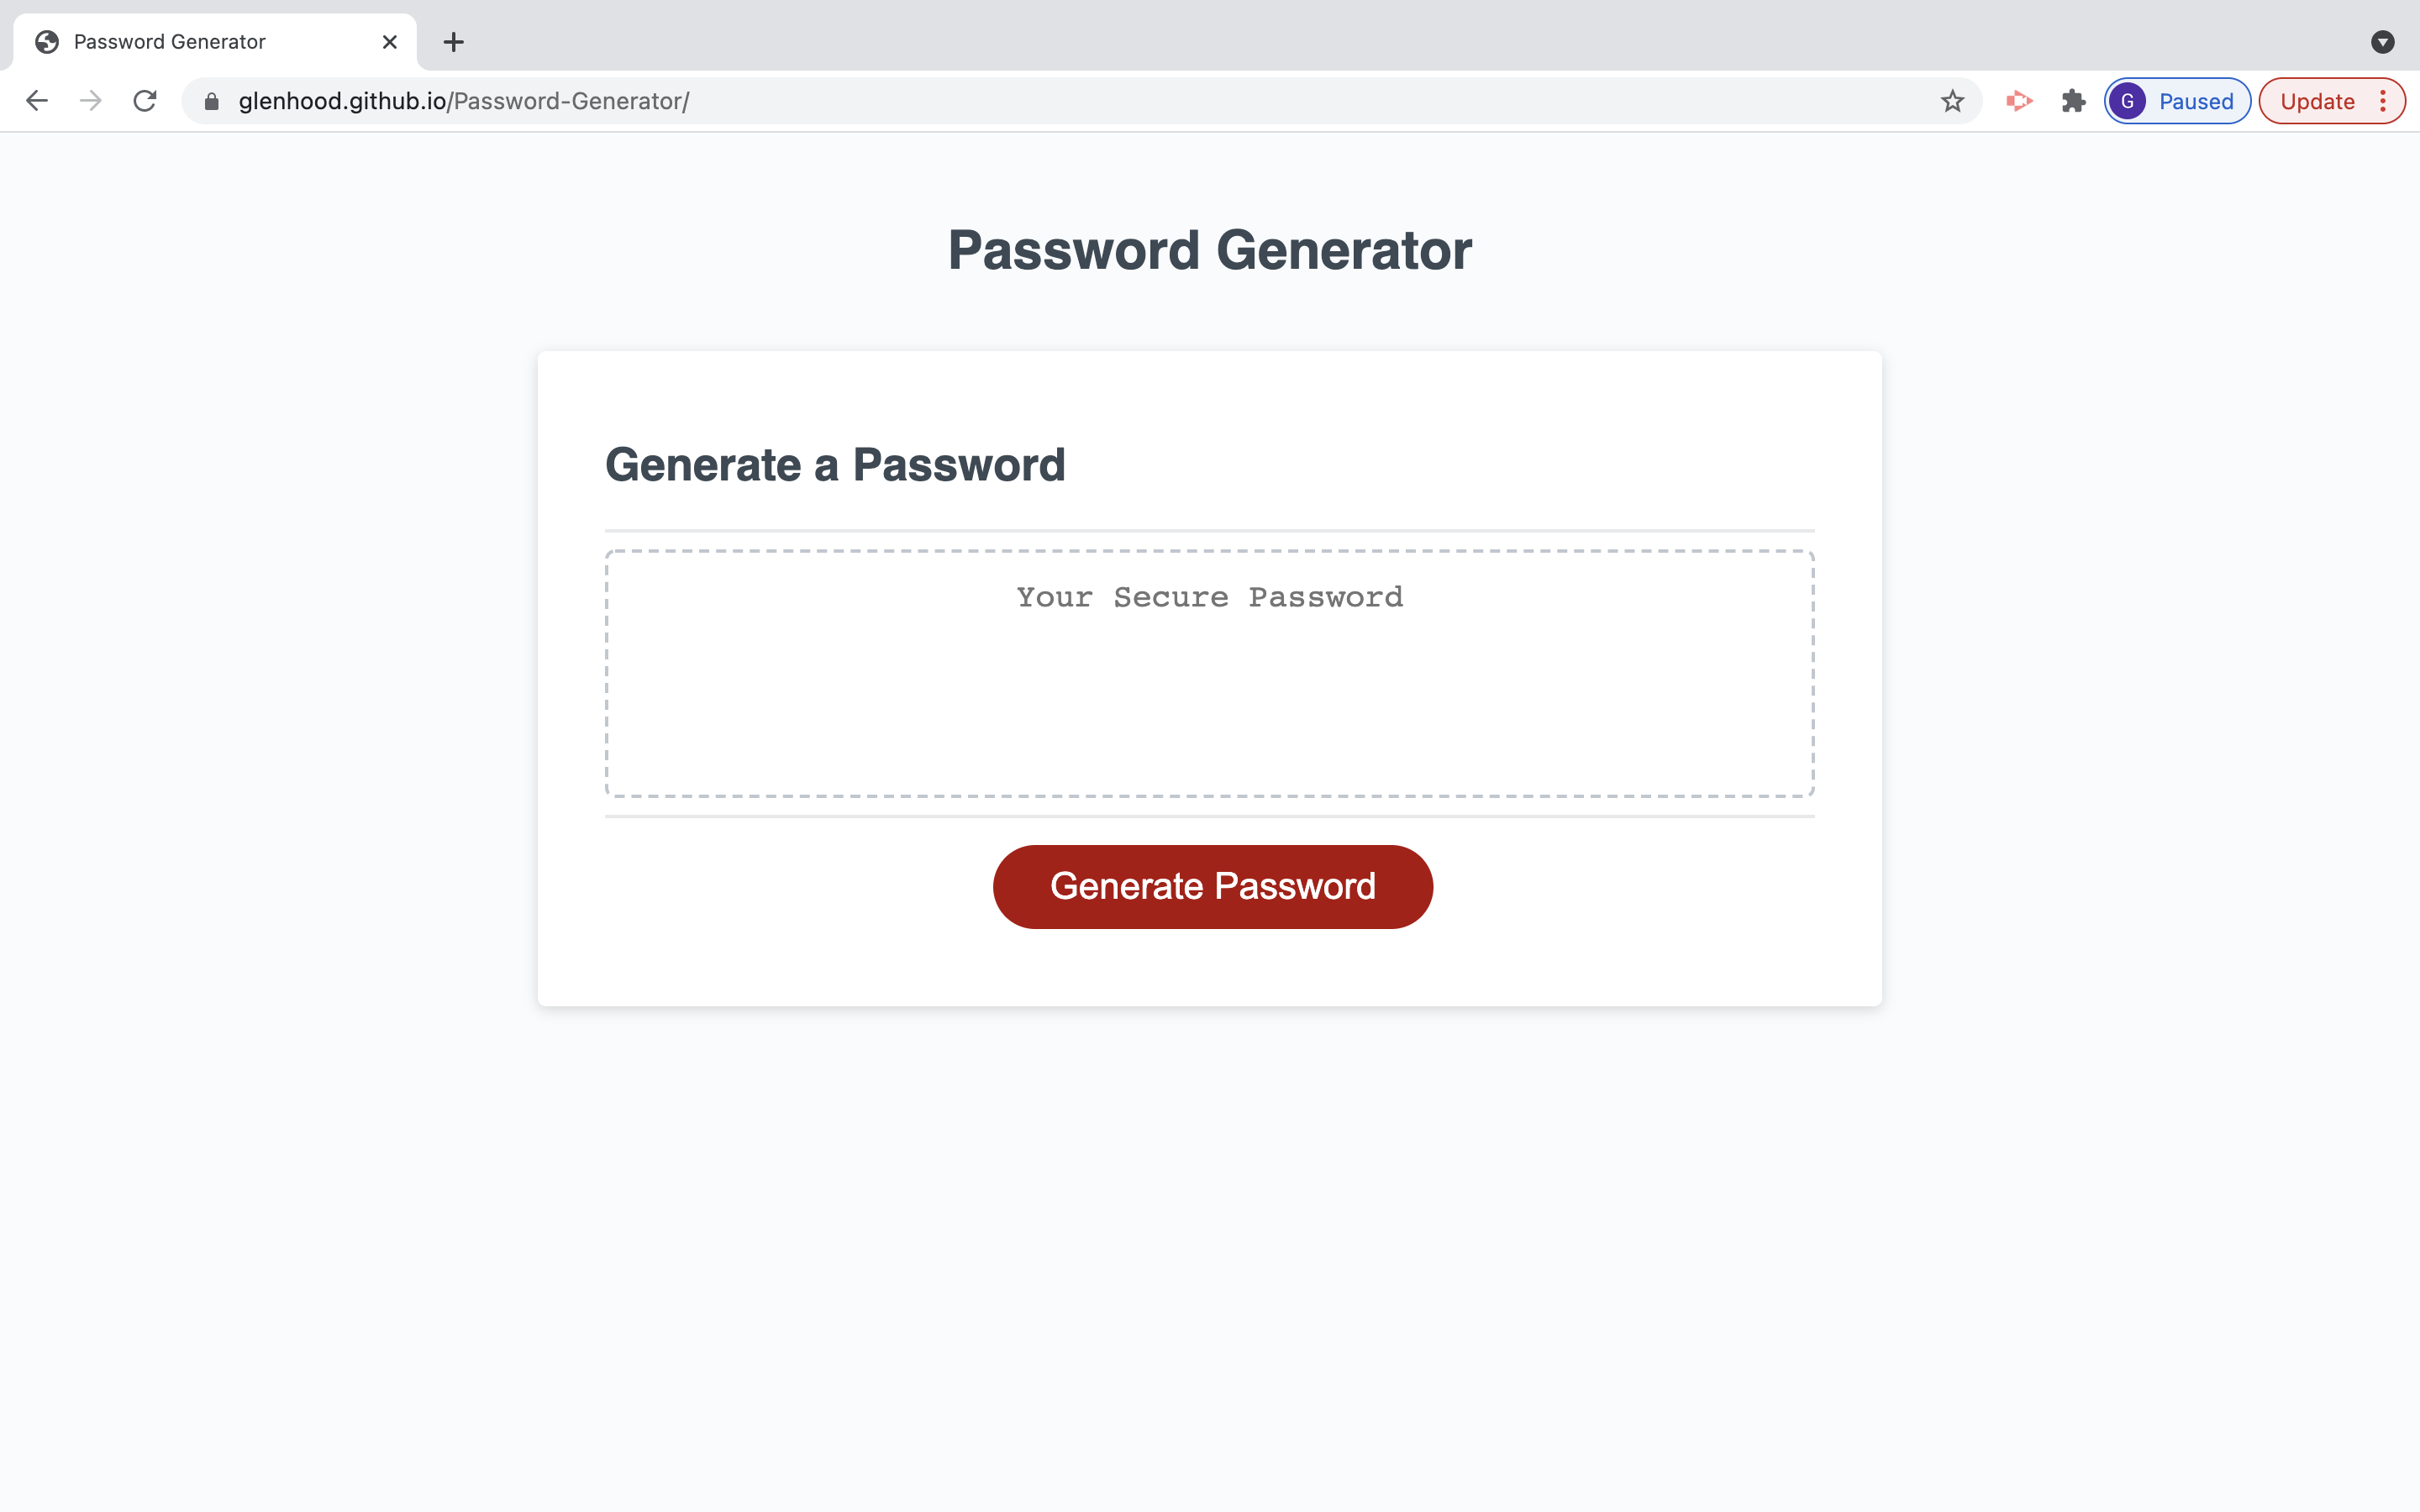 Password Generator
glenhood.github.io/Password-Generator/
G Paused
Update
Password Generator
Generate a Password
Your Secure Password
Generate Password